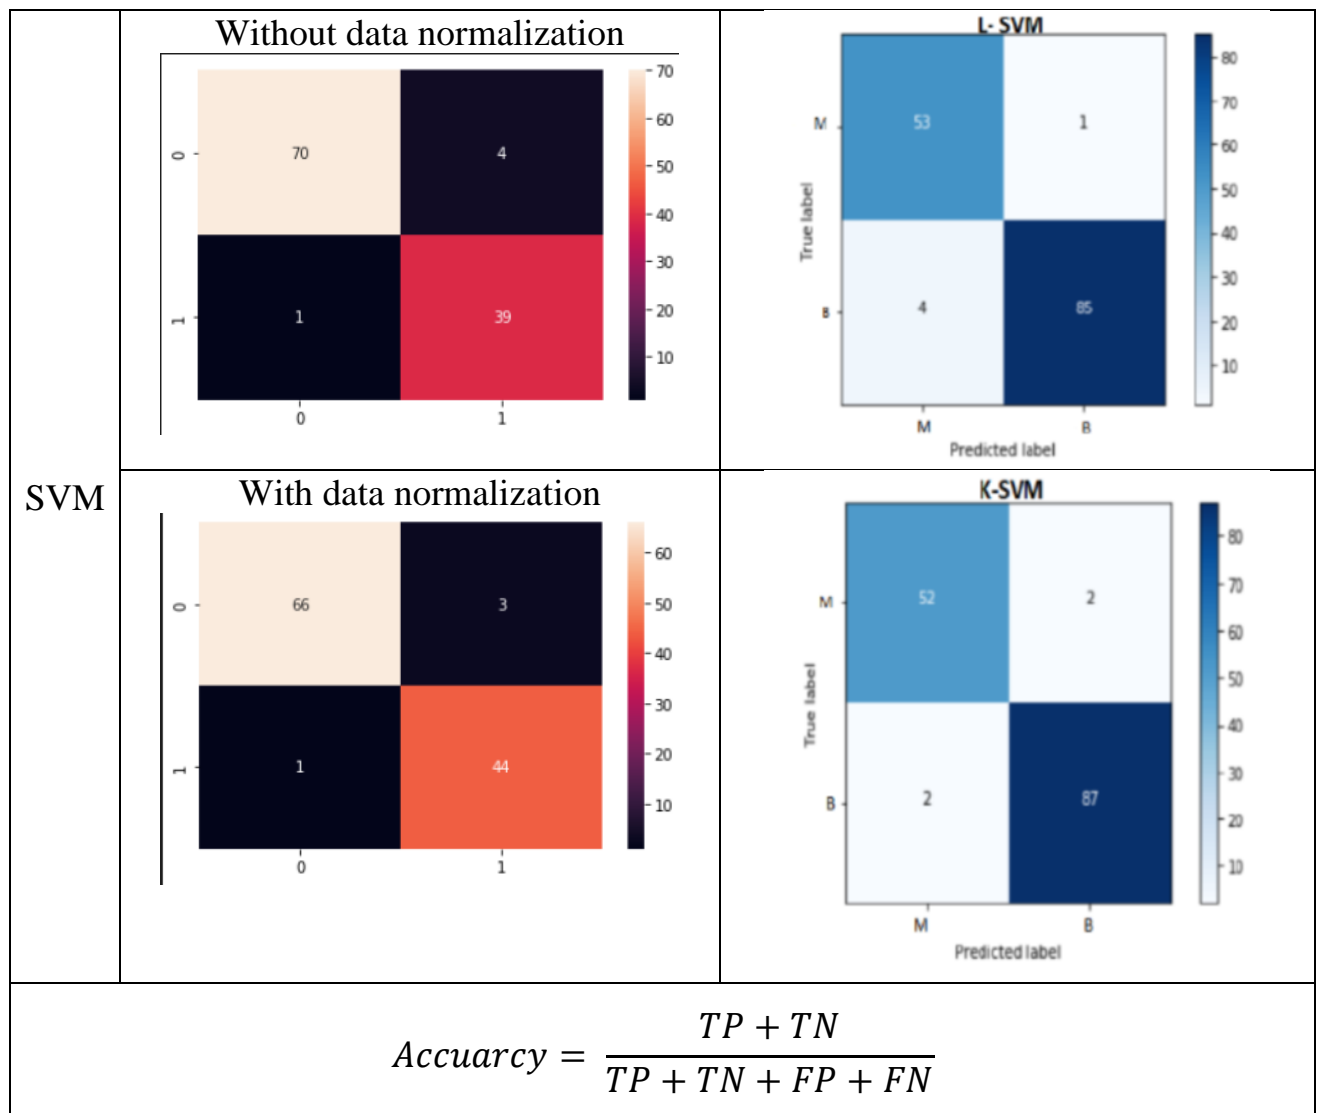 SVM
Without data normalization
70
4
1
39
0
1
0
1
70
60
50
40
30
20
10
L- SVM
53
1
4
85
M
B
True label
M
B
Predicted label
80
70
60
50
40
30
20
10
With data normalization
66
3
1
44
0
1
0
1
60
50
40
30
20
10
K-SVM
52
2
2
87
M
B
True label
M
B
Predicted label
80
70
60
50
40
30
20
10
Accuarcy = TP + TN / TP + TN + FP + FN